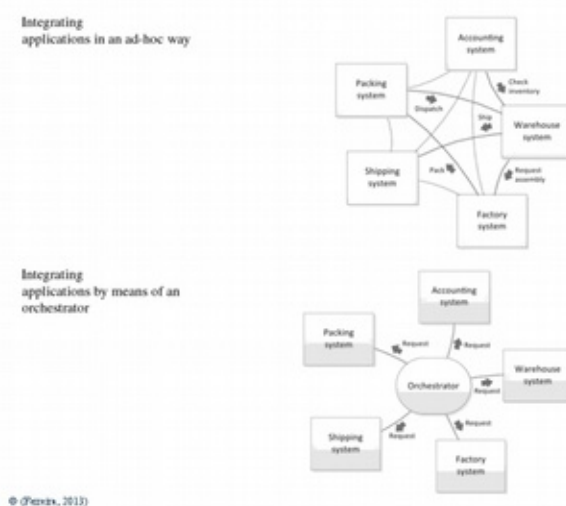 Integrating
applications in an ad-hoc way
Accounting
system
Packing
system
Check
inventory
Dispatch
Ship
Warehouse
system
Shipping
system
Pack
Request
assembly
Factory
system
Integrating
applications by means of an
orchestrator
Accounting
system
Packing
system
Request
Request
Orchestrator
Warehouse
system
Request
Shipping
system
Request
Request
Factory
system
© (Ferreira, 2013)